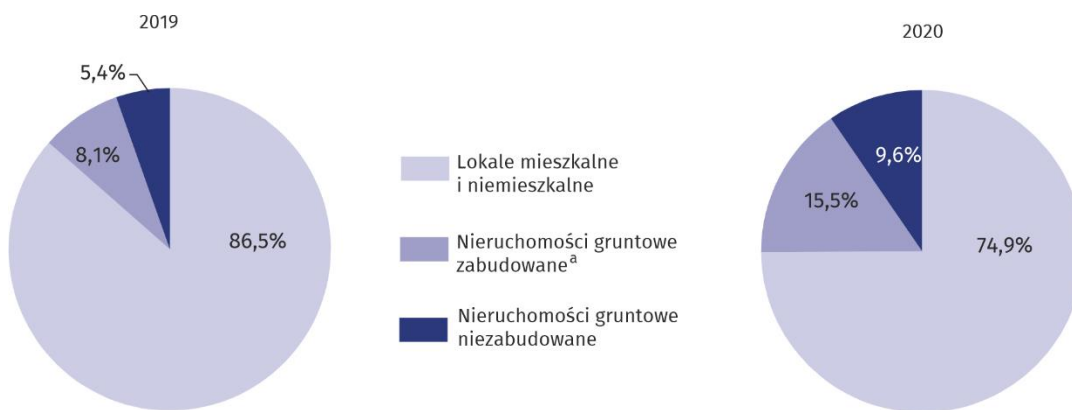 2019
5,4%
8,1%
86,5%
Lokale mieszkalne
i niemieszkalne
Nieruchomości gruntowe
zabudowane a
Nieruchomości gruntowe
niezabudowane
2020
9,6%
15,5%
74,9%